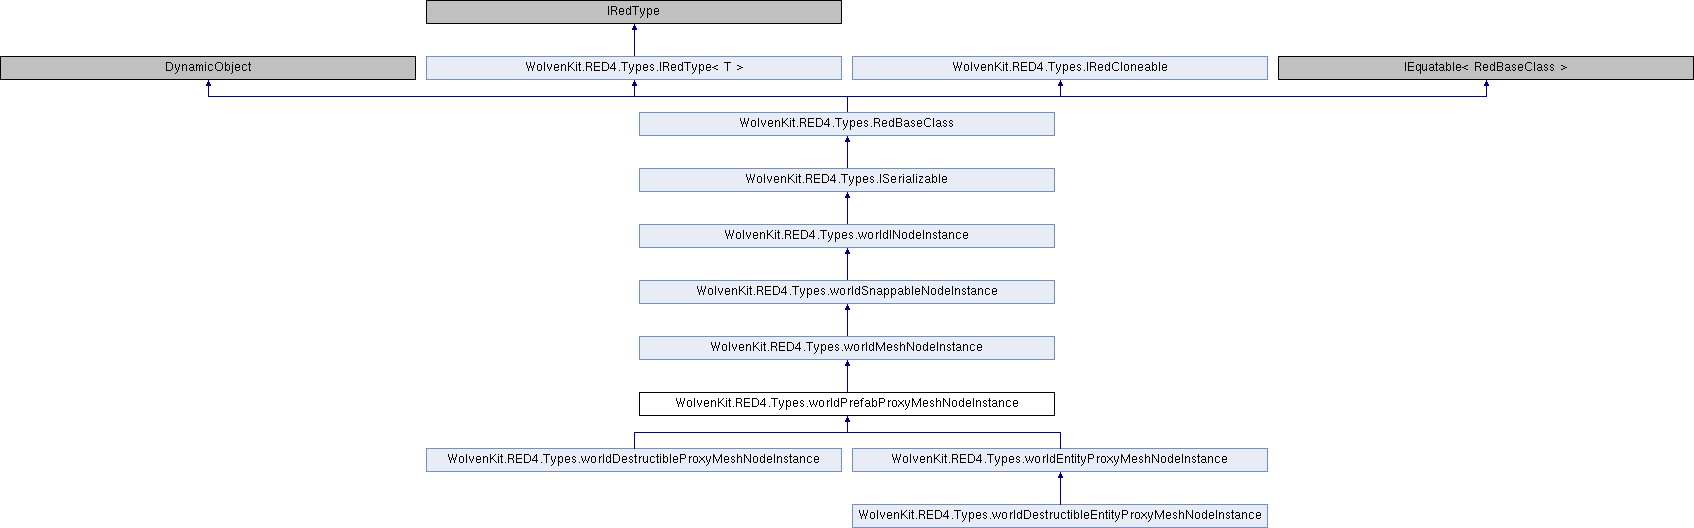 IRedType
DynamicObject
WolvenKit.RED4.Types.IRedType< T >
WolvenKit.RED4.Types.IRedCloneable
IEquatable< RedBaseClass >
WolvenKit.RED4.Types.RedBaseClass
WolvenKit.RED4.Types.ISerializable
WolvenKit.RED4.Types.worldINodeInstance
WolvenKit.RED4.Types.worldSnappableNodeInstance
WolvenKit.RED4.Types.worldMeshNodeInstance
WolvenKit.RED4.Types.worldPrefabProxyMeshNodeInstance
WolvenKit.RED4.Types.worldDestructibleProxyMeshNodeInstance
WolvenKit.RED4.Types.worldEntityProxyMeshNodeInstance
WolvenKit.RED4.Types.worldDestructibleEntityProxyMeshNodeInstance